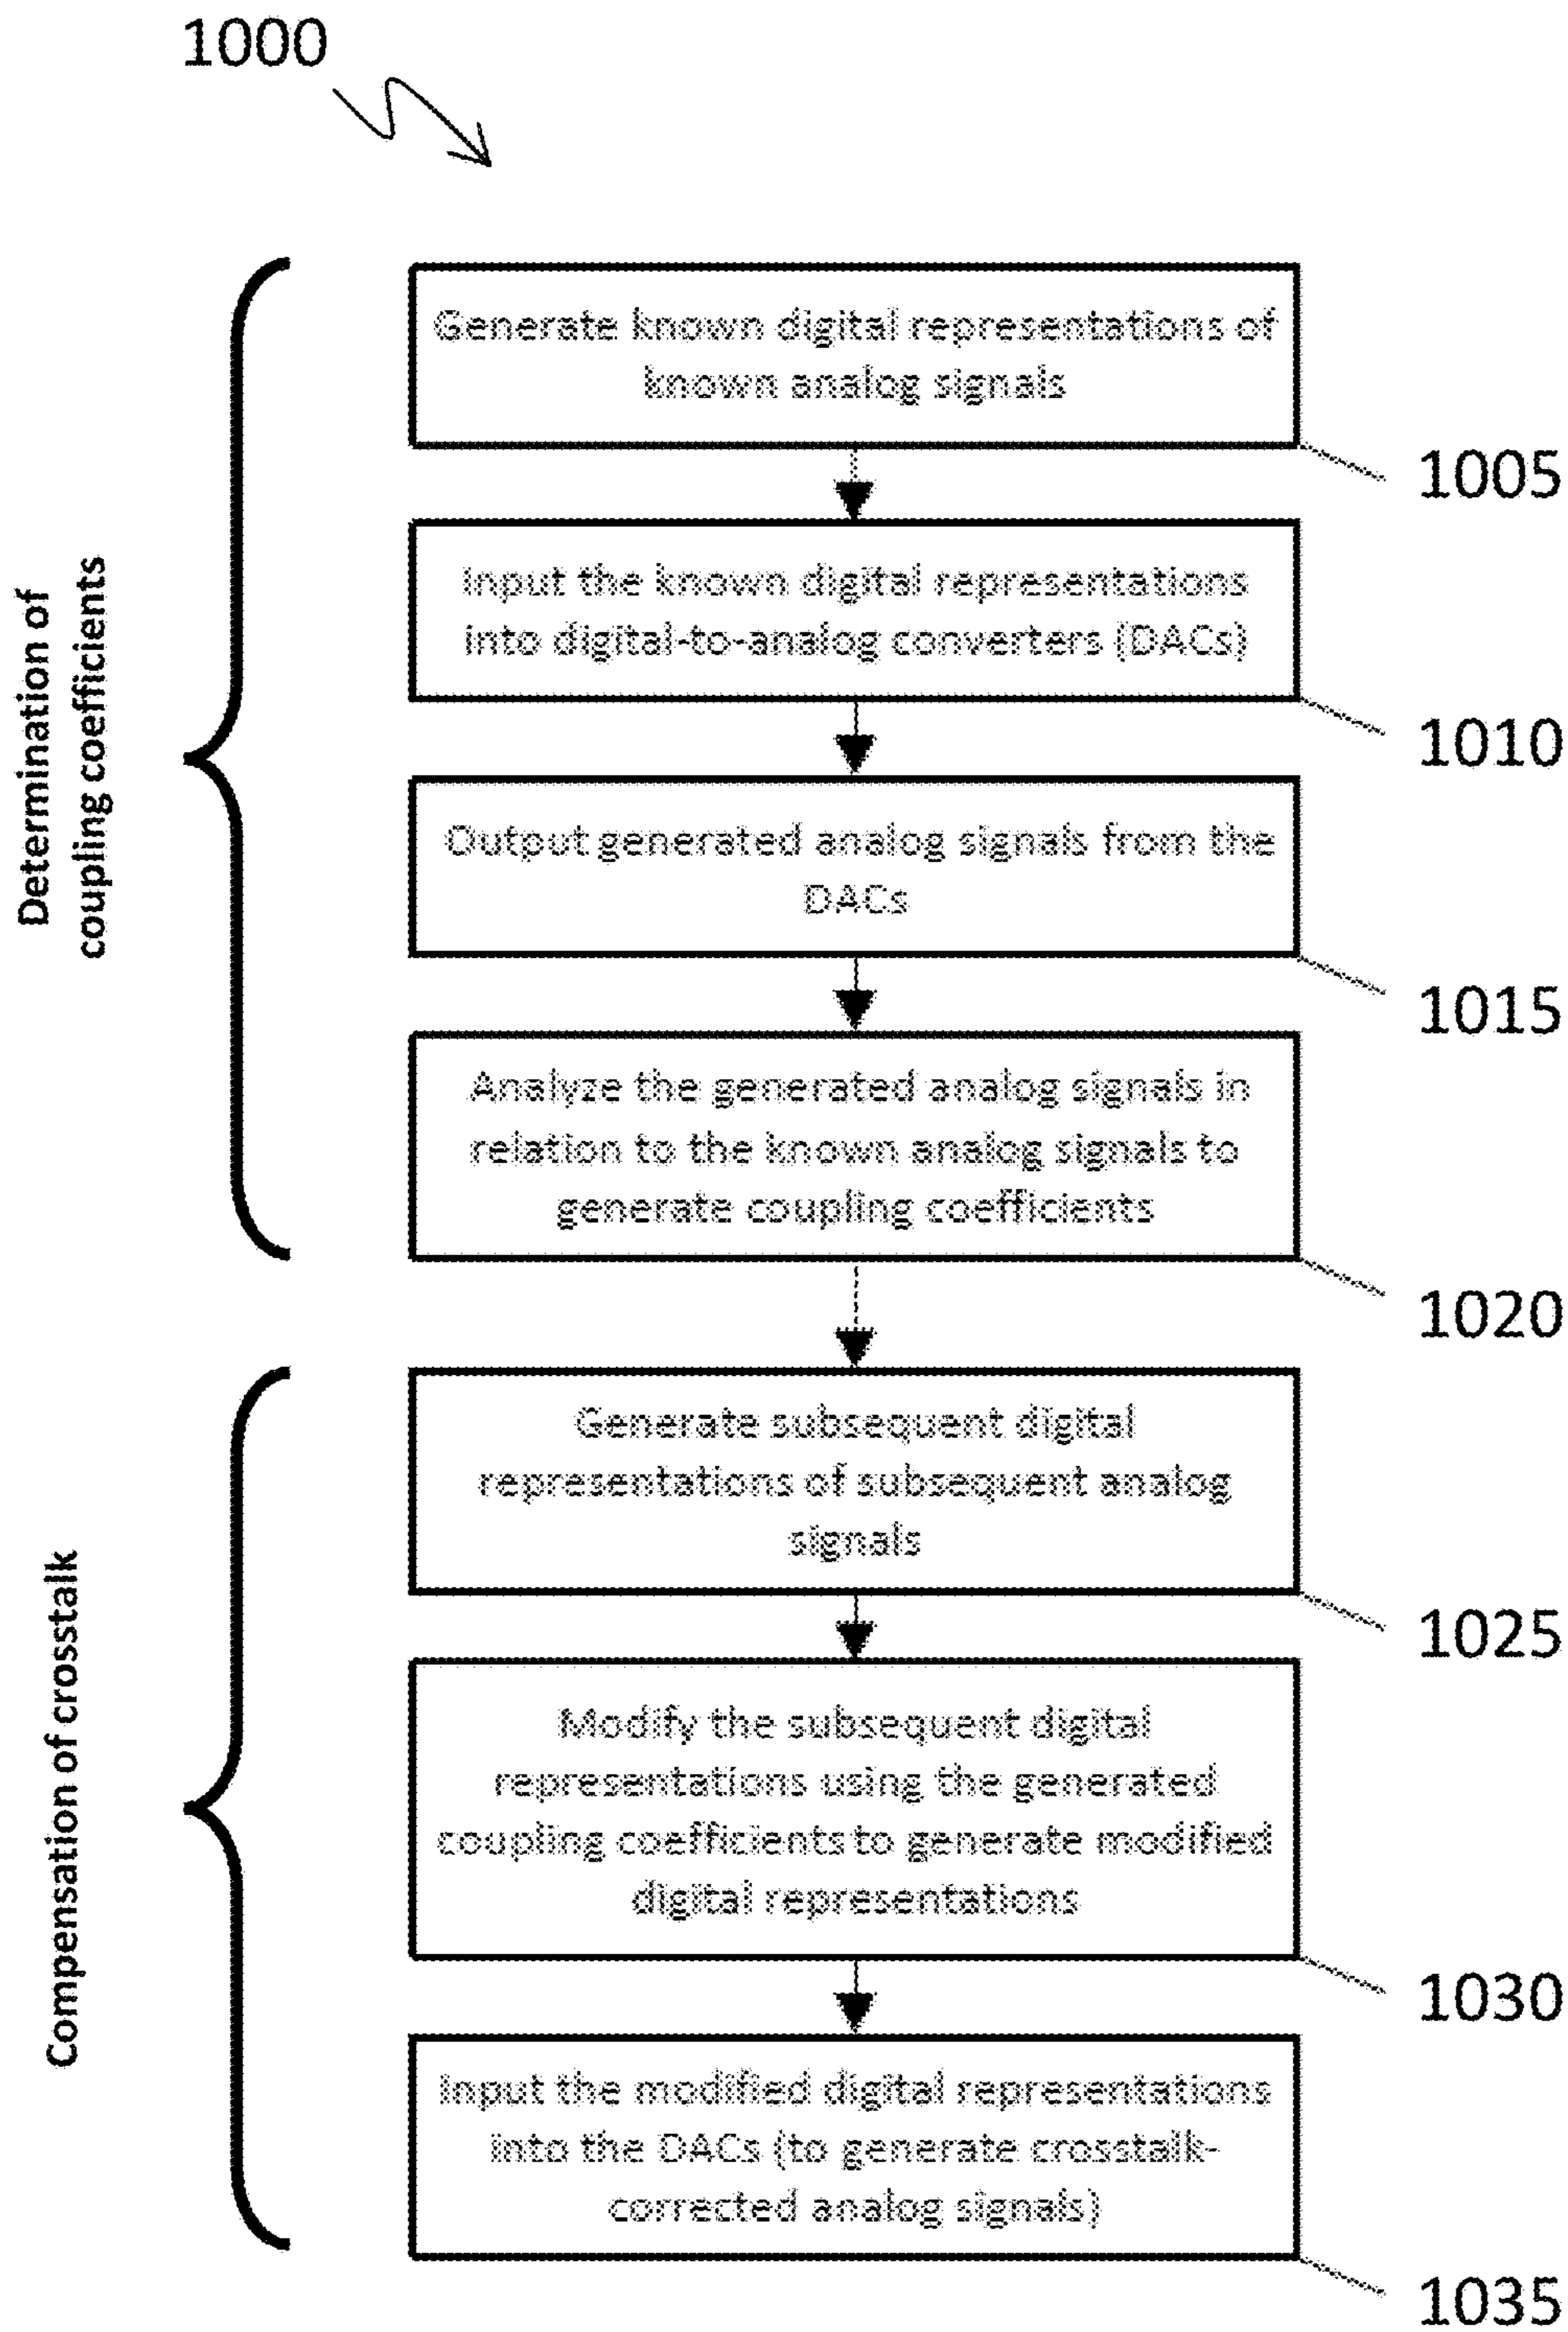 1000
Determination of
coupling coefficients
Generate known digital representations of
known analog signals
1005
Input the known digital representations
into digital-to-analog converters (DACs)
1010
Output generated analog signals from the
DACs
1015
Analyze the generated analog signals in
relation to the known analog signals to
generate coupling coefficients
1020
Compensation of crosstalk
Generate subsequent digital
representations of subsequent analog
signals
1025
Modify the subsequent digital
representations using the generated
coupling coefficients to generate modified
digital representations
1030
Input the modified digital representations
into the DACs (to generate crosstalk-
corrected analog signals)
1035